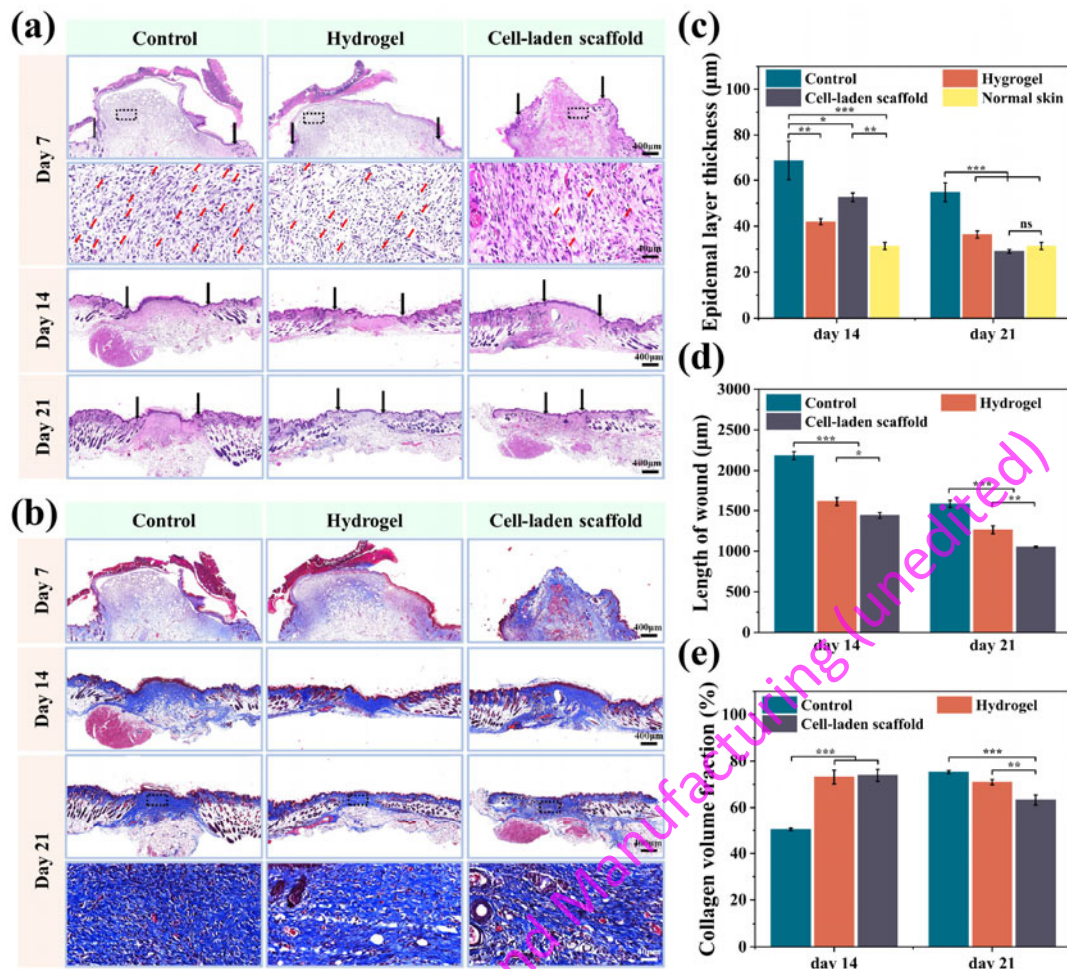 (a)
Control Hydrogel Cell-laden scaffold
Day 7
400μm
40μm
Day 14
400μm
Day 21
400μm
(b)
Control Hydrogel Cell-laden scaffold
Day 7
400μm
Day 14
400μm
Day 21
400μm
(c)
Epidemal layer thickness (μm)
100
80
60
40
20
0
Control Hygrogel
Cell-laden scaffold Normal skin
***
*
** **
***
ns
day 14 day 21
(d)
Length of wound (μm)
3000
2500
2000
1500
1000
500
0
Control Hydrogel
Cell-laden scaffold
***
*
***
**
day 14 day 21
(e)
Collagen volume fraction (%)
100
80
60
40
20
0
Control Hydrogel
Cell-laden scaffold
***
***
**
day 14 day 21
nd Manufacturing (unedited)